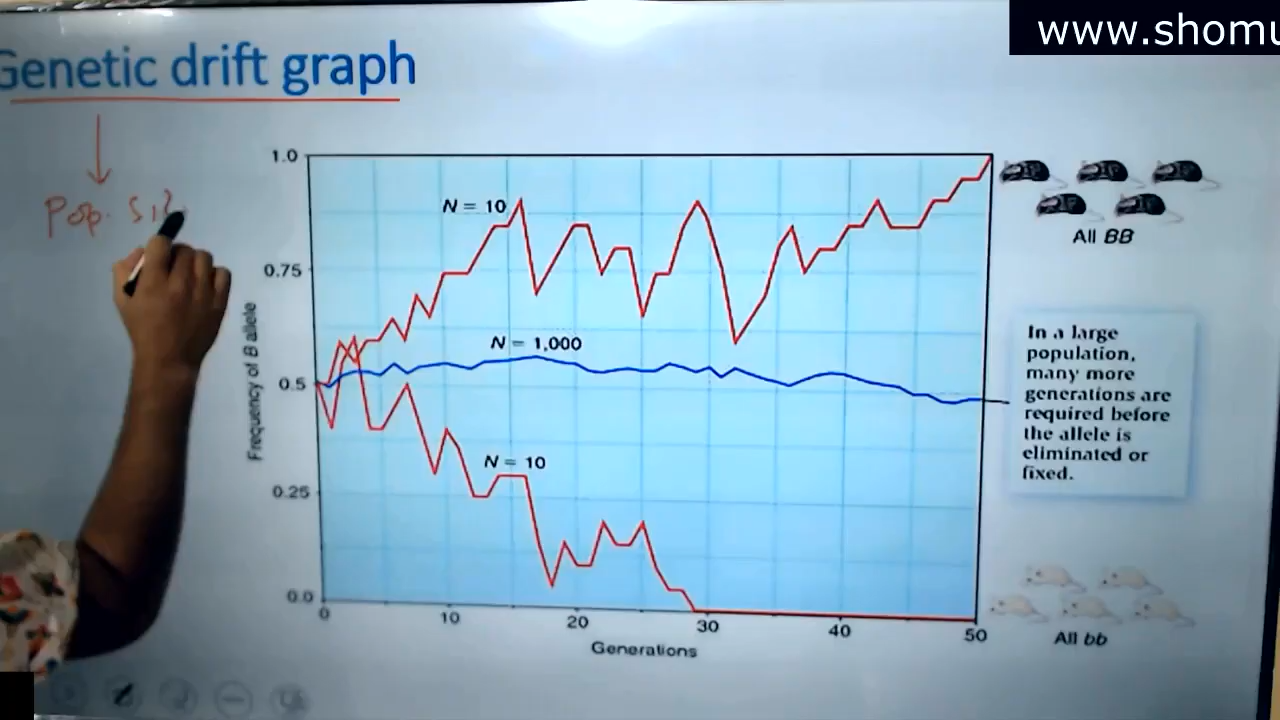 www.shomu
Genetic drift graph
Pop. Siz
1.0
0.75
0.5
0.25
0.0
Frequency of B allele
N = 10
N = 1,000
N = 10
0 10 20 30 40 50
Generations
All BB
In a large
population,
many more
generations are
required before
the allele is
eliminated or
fixed.
All bb